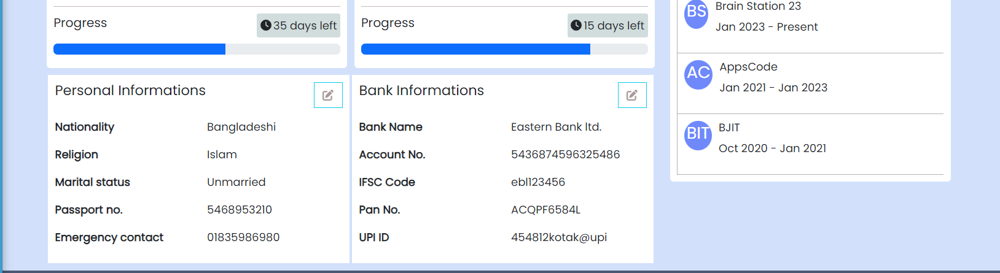 Progress
35 days left
Progress
15 days left
Personal Informations
Nationality Bangladeshi
Religion Islam
Marital status Unmarried
Passport no. 5468953210
Emergency contact 01835986980
Bank Informations
Bank Name Eastern Bank ltd.
Account No. 5436874596325486
IFSC Code ebl123456
Pan No. ACQPF6584L
UPI ID 454812kotak@upi
BS
Brain Station 23
Jan 2023 - Present
AC
AppsCode
Jan 2021 - Jan 2023
BIT
BJIT
Oct 2020 - Jan 2021